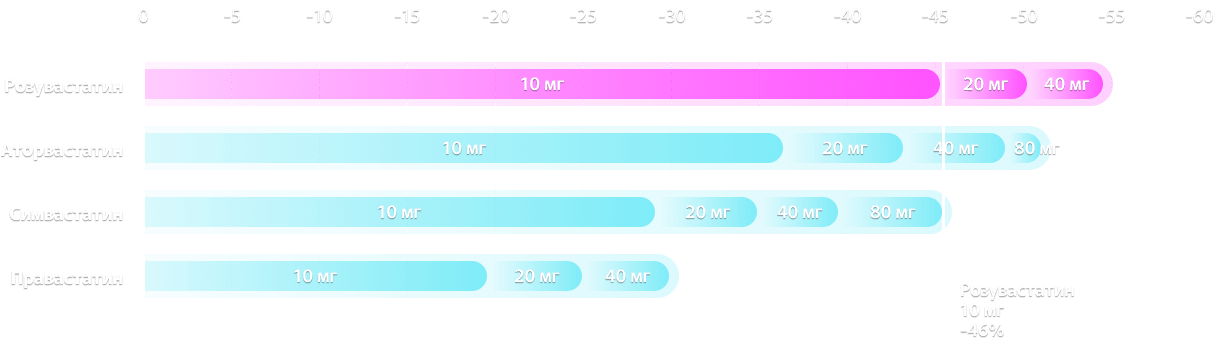 0 -5 -10 -15 -20 -25 -30 -35 -40 -45 -50 -55 -60
Розувастатин 10 мг 20 мг 40 мг
Аторвастатин 10 мг 20 мг 40 мг 80 мг
Симвастатин 10 мг 20 мг 40 мг 80 мг
Правастатин 10 мг 20 мг 40 мг
Розувастатин
10 мг
-46%